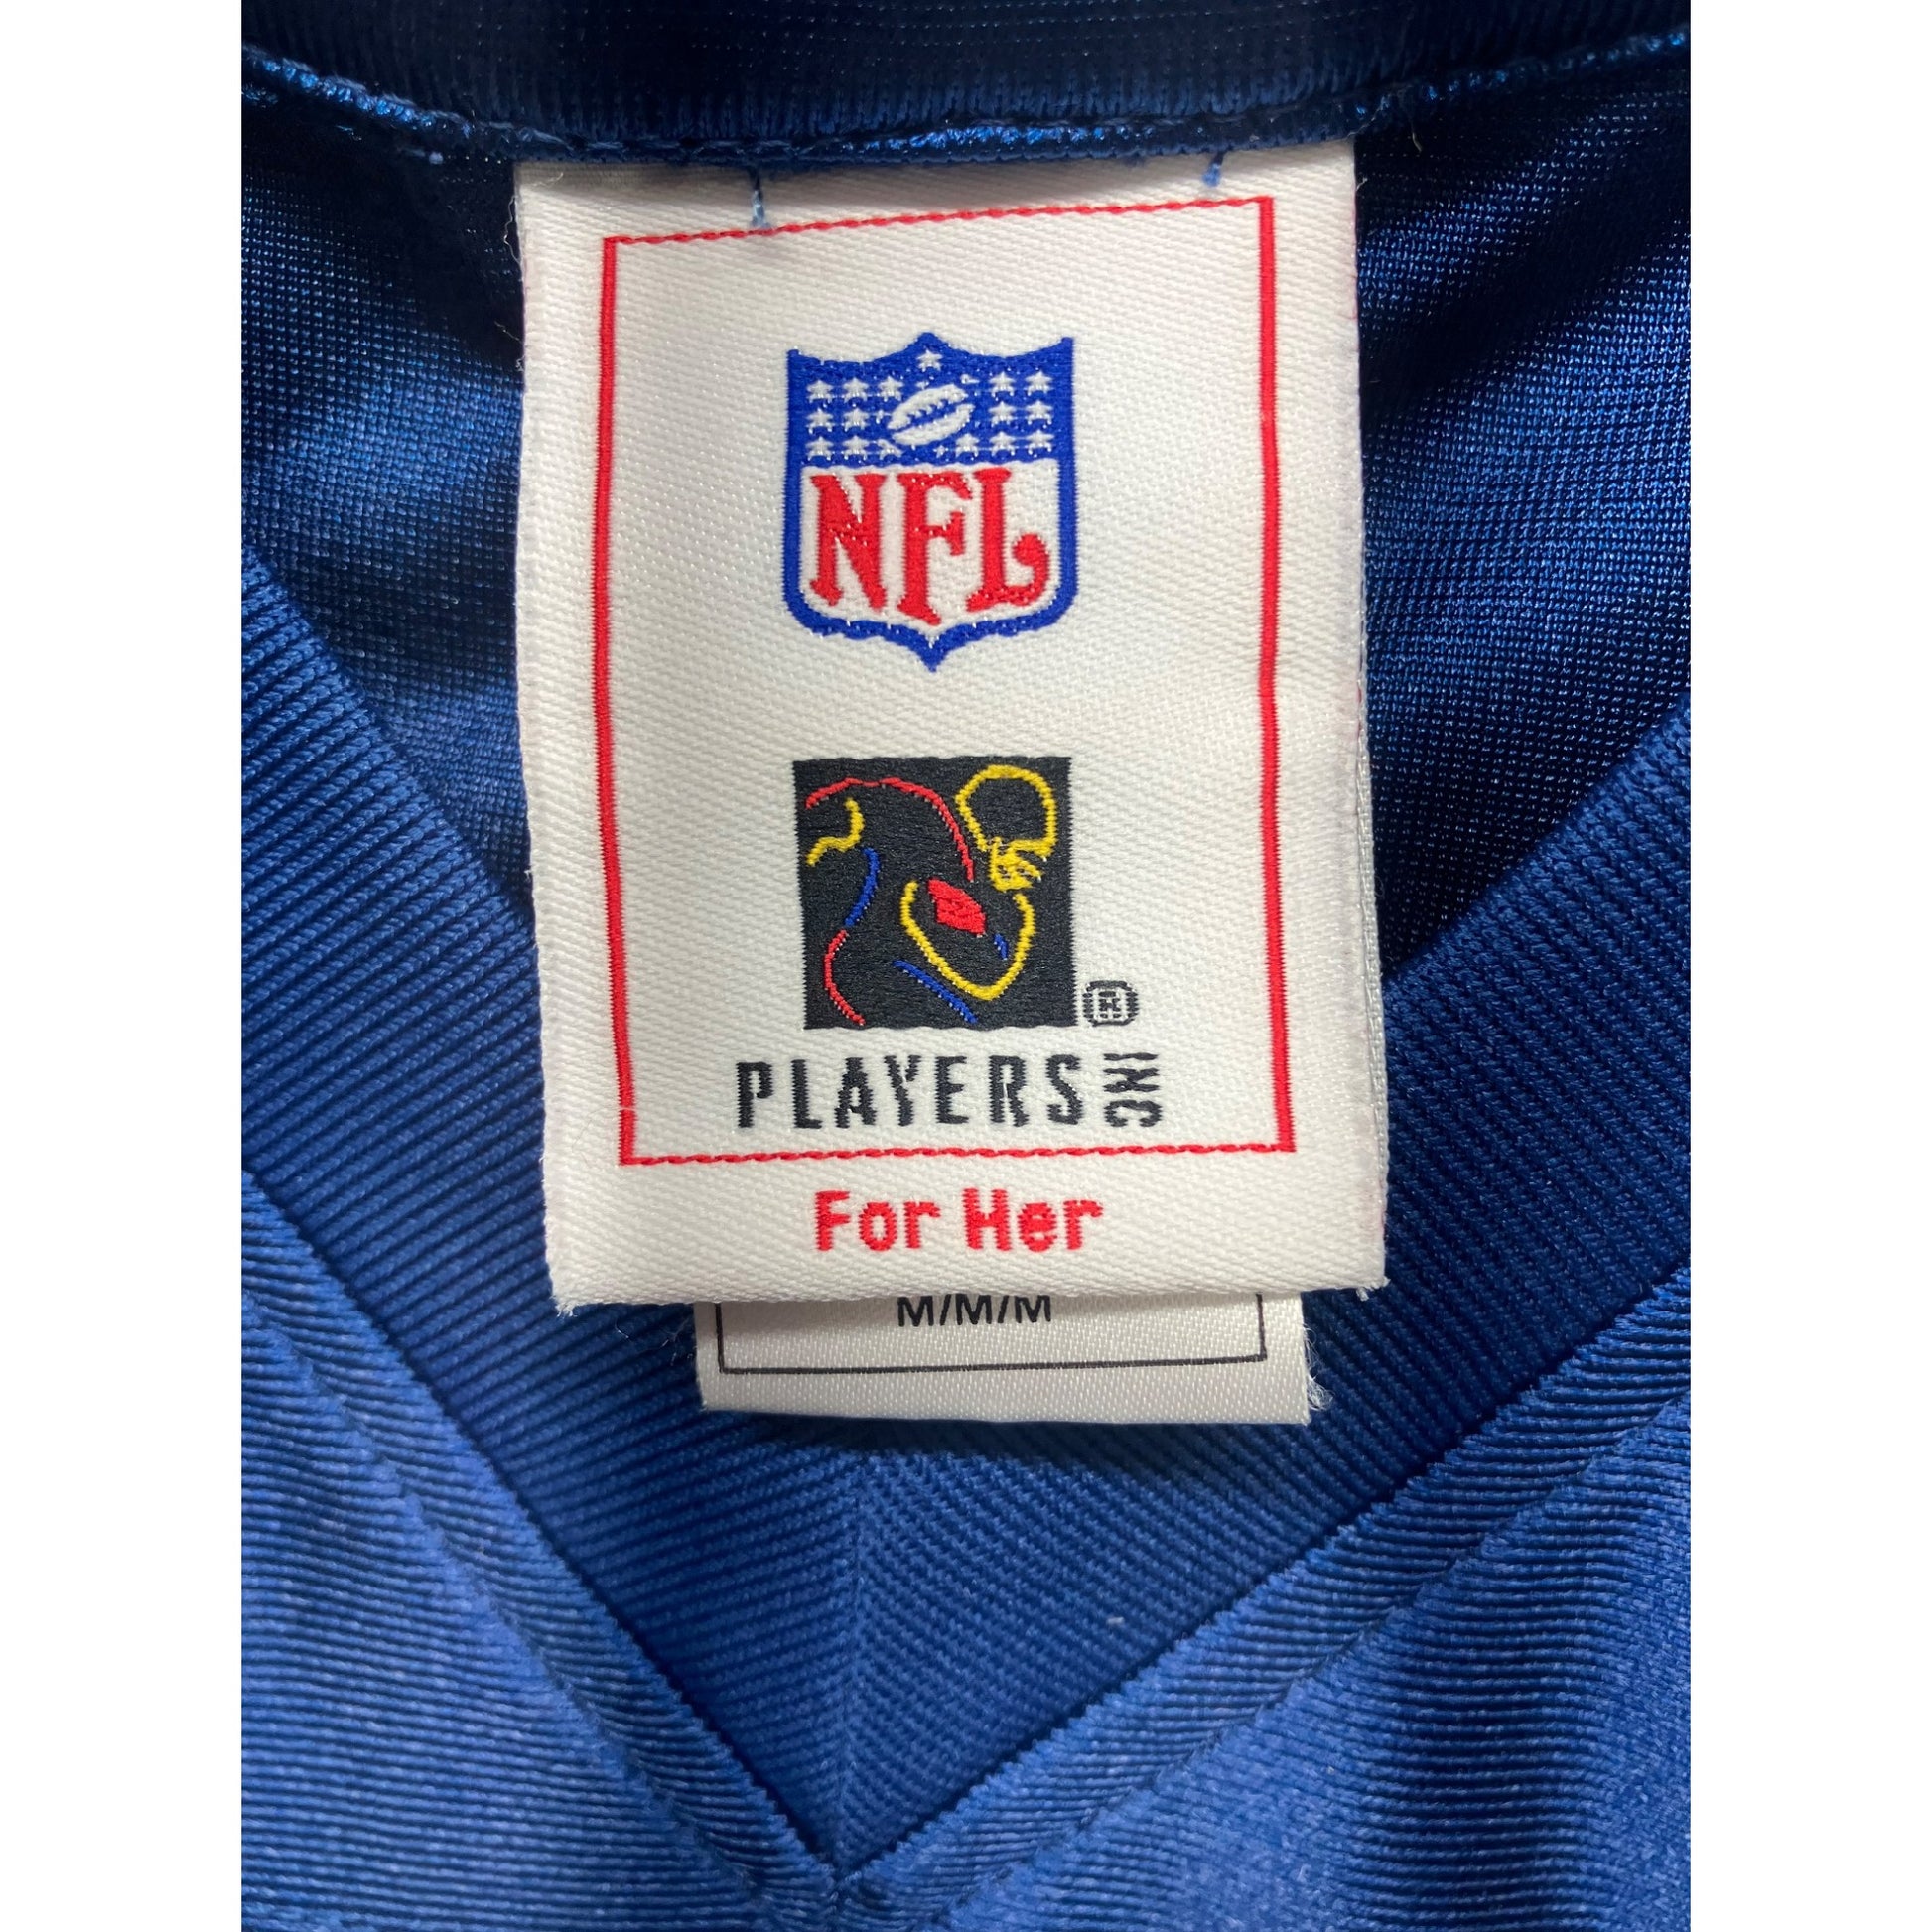 NFL
®
PLAYERS INC
For Her
M/M/M